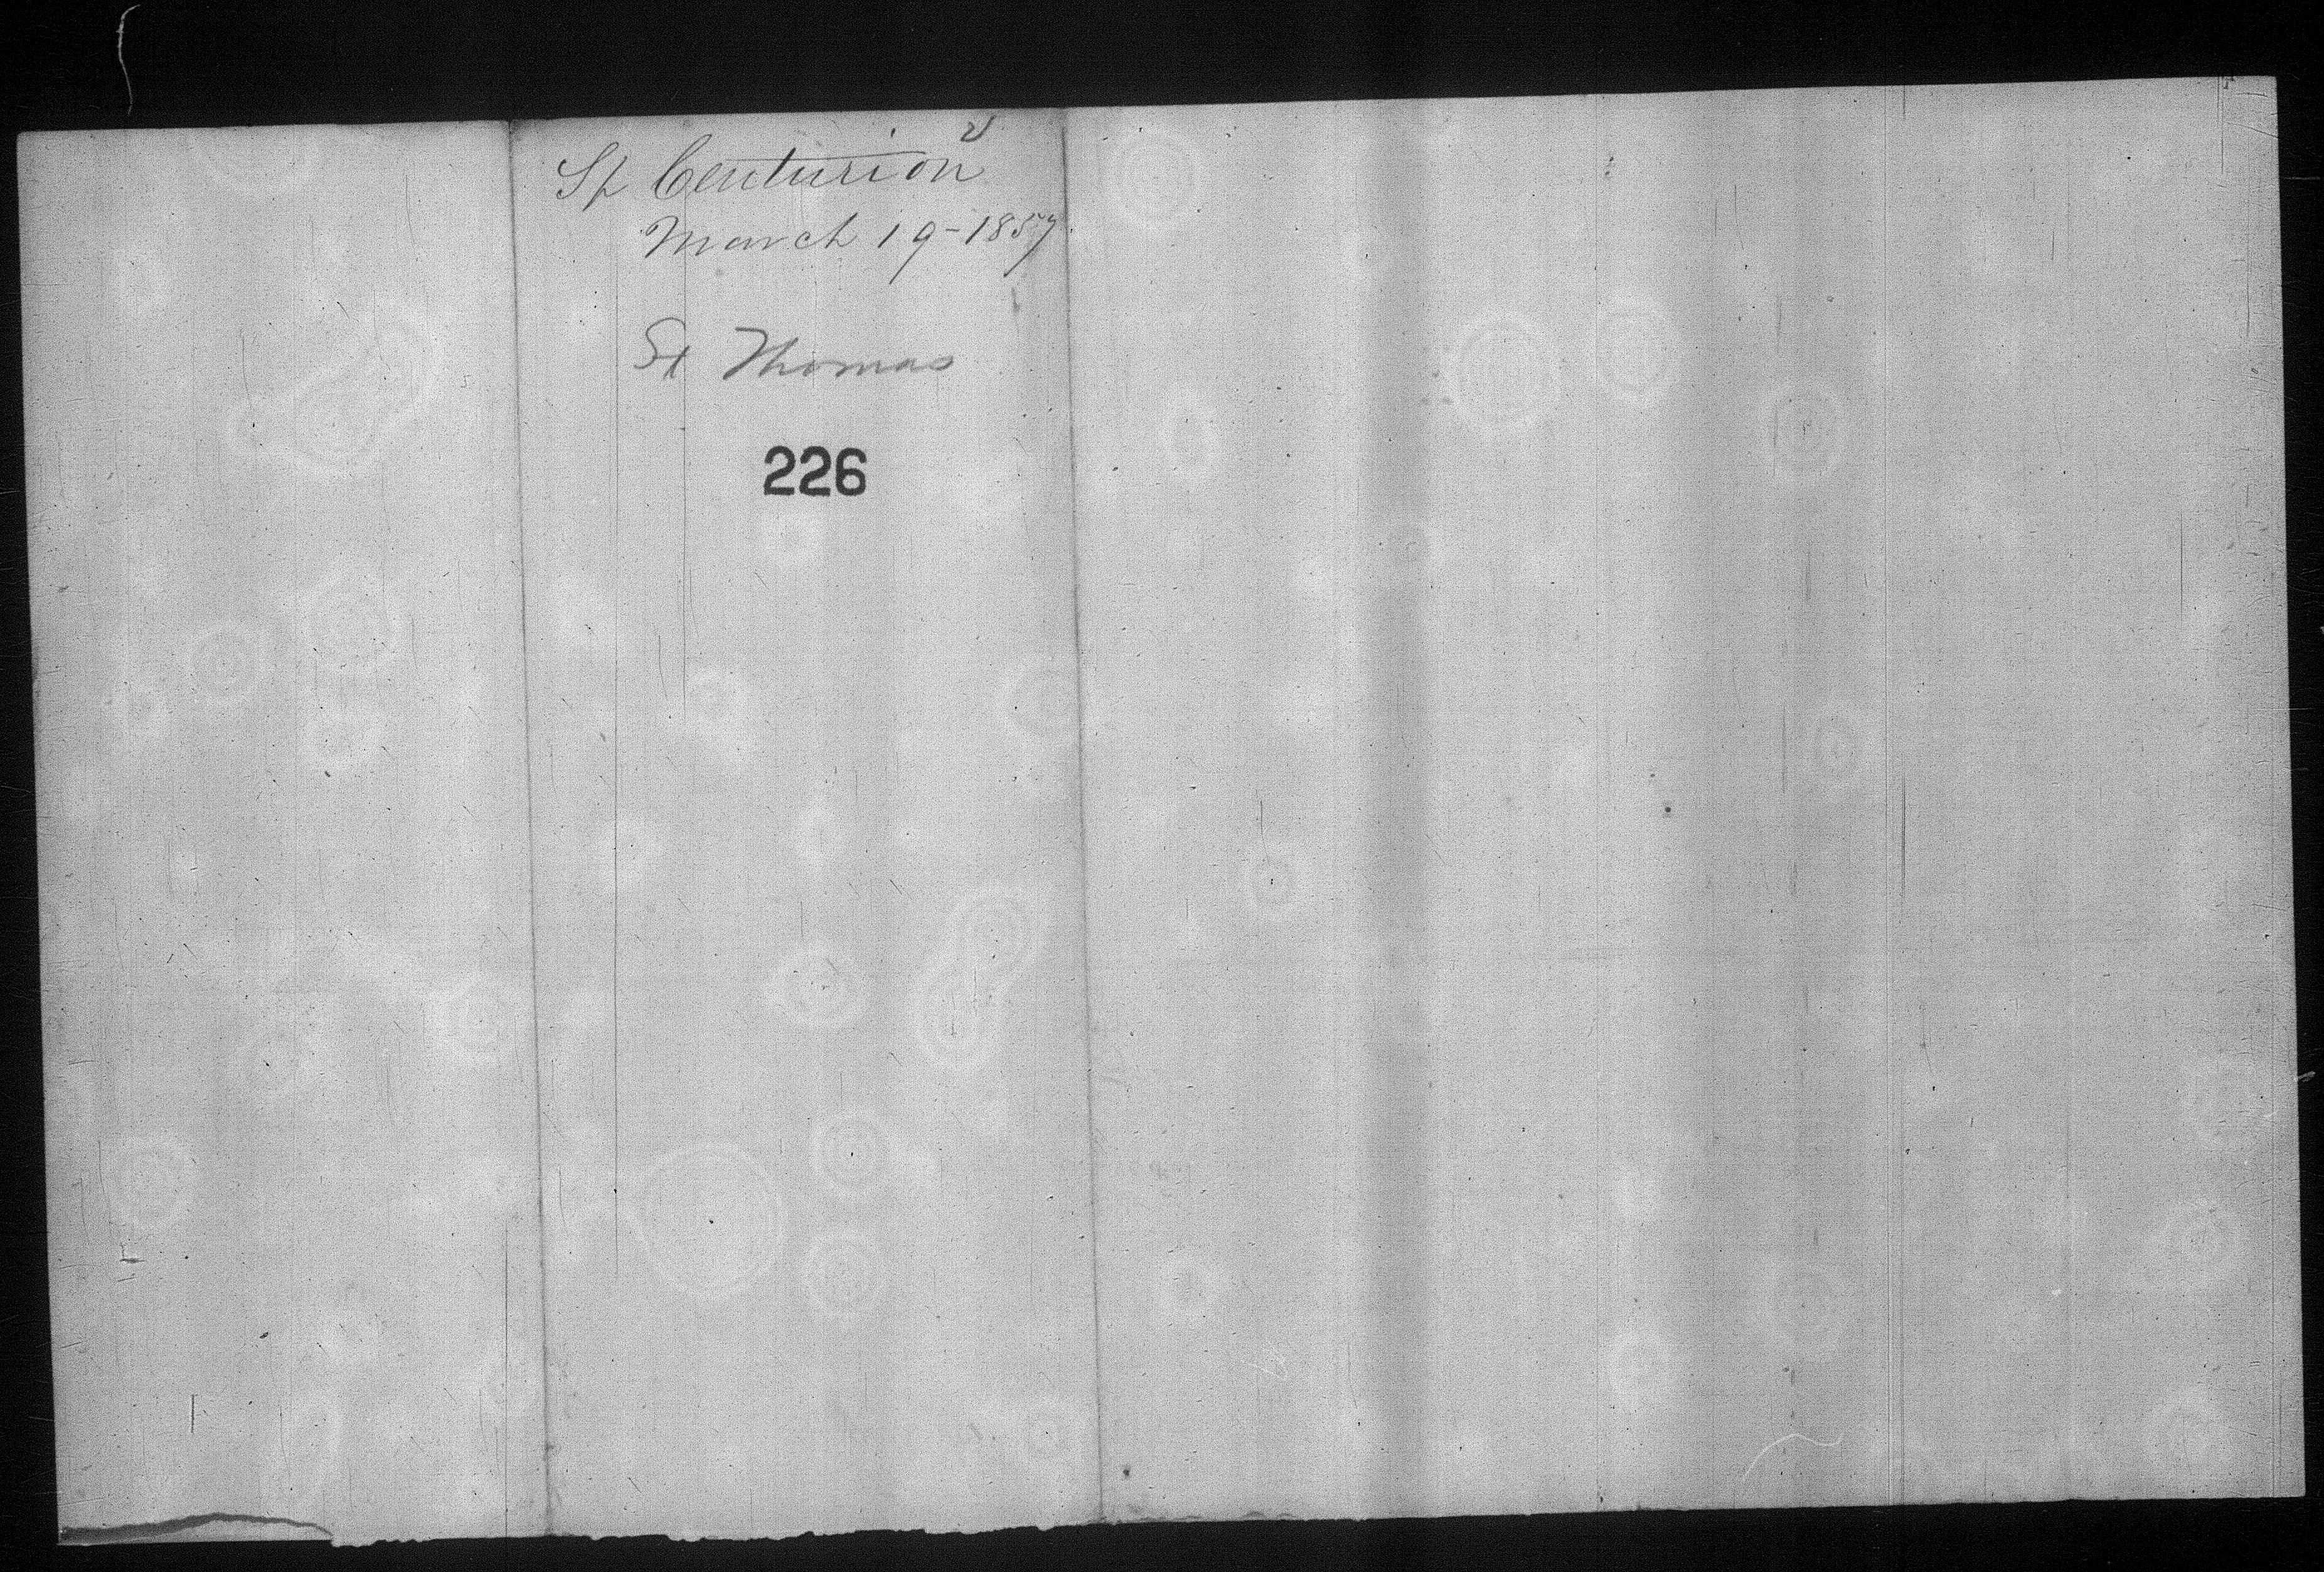 Sp Centurion
March 19-1857
St Thomas
226